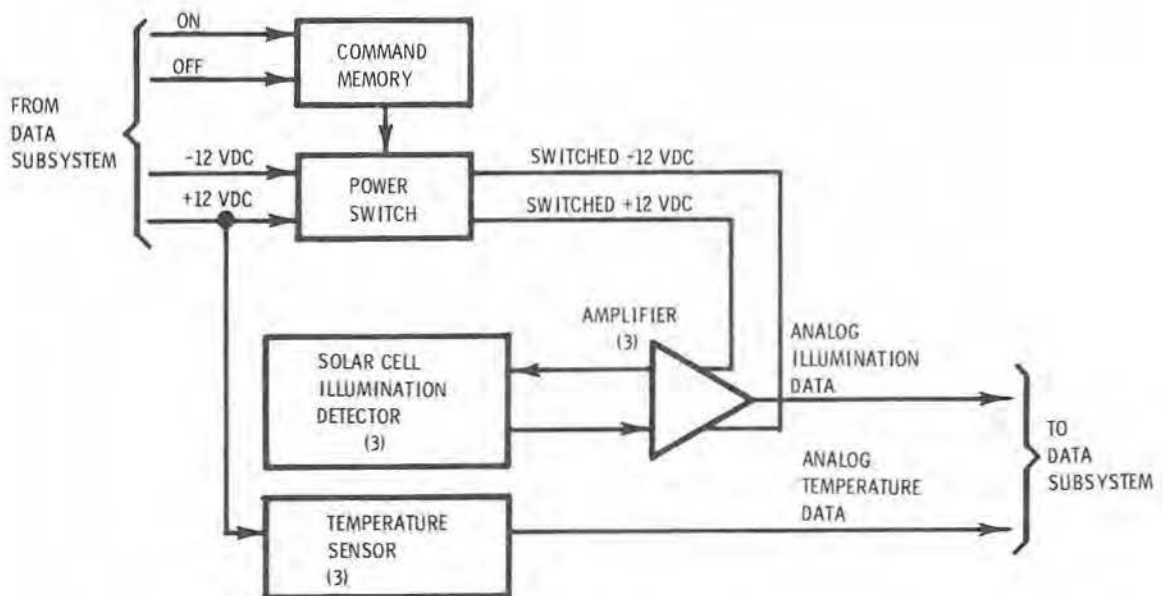 ON
COMMAND
MEMORY
OFF
FROM
DATA
SUBSYSTEM
-12 VDC
+12 VDC
POWER
SWITCH
SWITCHED -12 VDC
SWITCHED +12 VDC
AMPLIFIER
(3)
SOLAR CELL
ILLUMINATION
DETECTOR
(3)
ANALOG
ILLUMINATION
DATA
TO
DATA
SUBSYSTEM
ANALOG
TEMPERATURE
DATA
TEMPERATURE
SENSOR
(3)